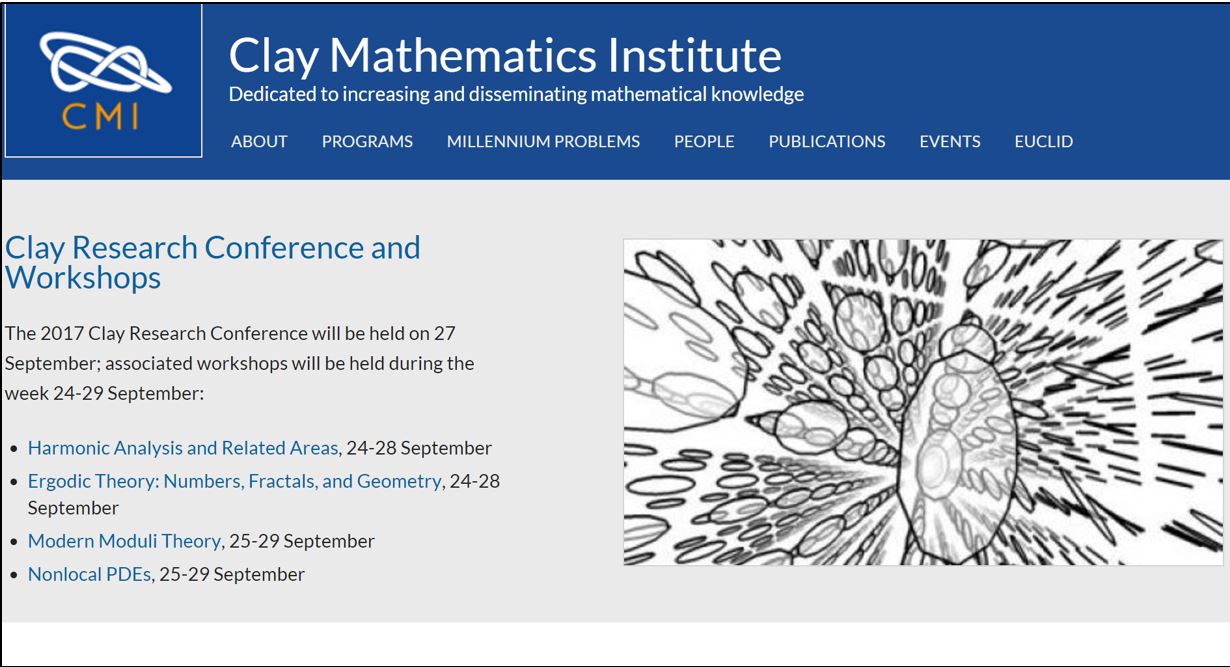 CMI
Clay Mathematics Institute
Dedicated to increasing and disseminating mathematical knowledge
ABOUT PROGRAMS MILLENNIUM PROBLEMS PEOPLE PUBLICATIONS EVENTS EUCLID
Clay Research Conference and
Workshops
The 2017 Clay Research Conference will be held on 27
September; associated workshops will be held during the
week 24-29 September:
• Harmonic Analysis and Related Areas, 24-28 September
• Ergodic Theory: Numbers, Fractals, and Geometry, 24-28
September
• Modern Moduli Theory, 25-29 September
• Nonlocal PDEs, 25-29 September